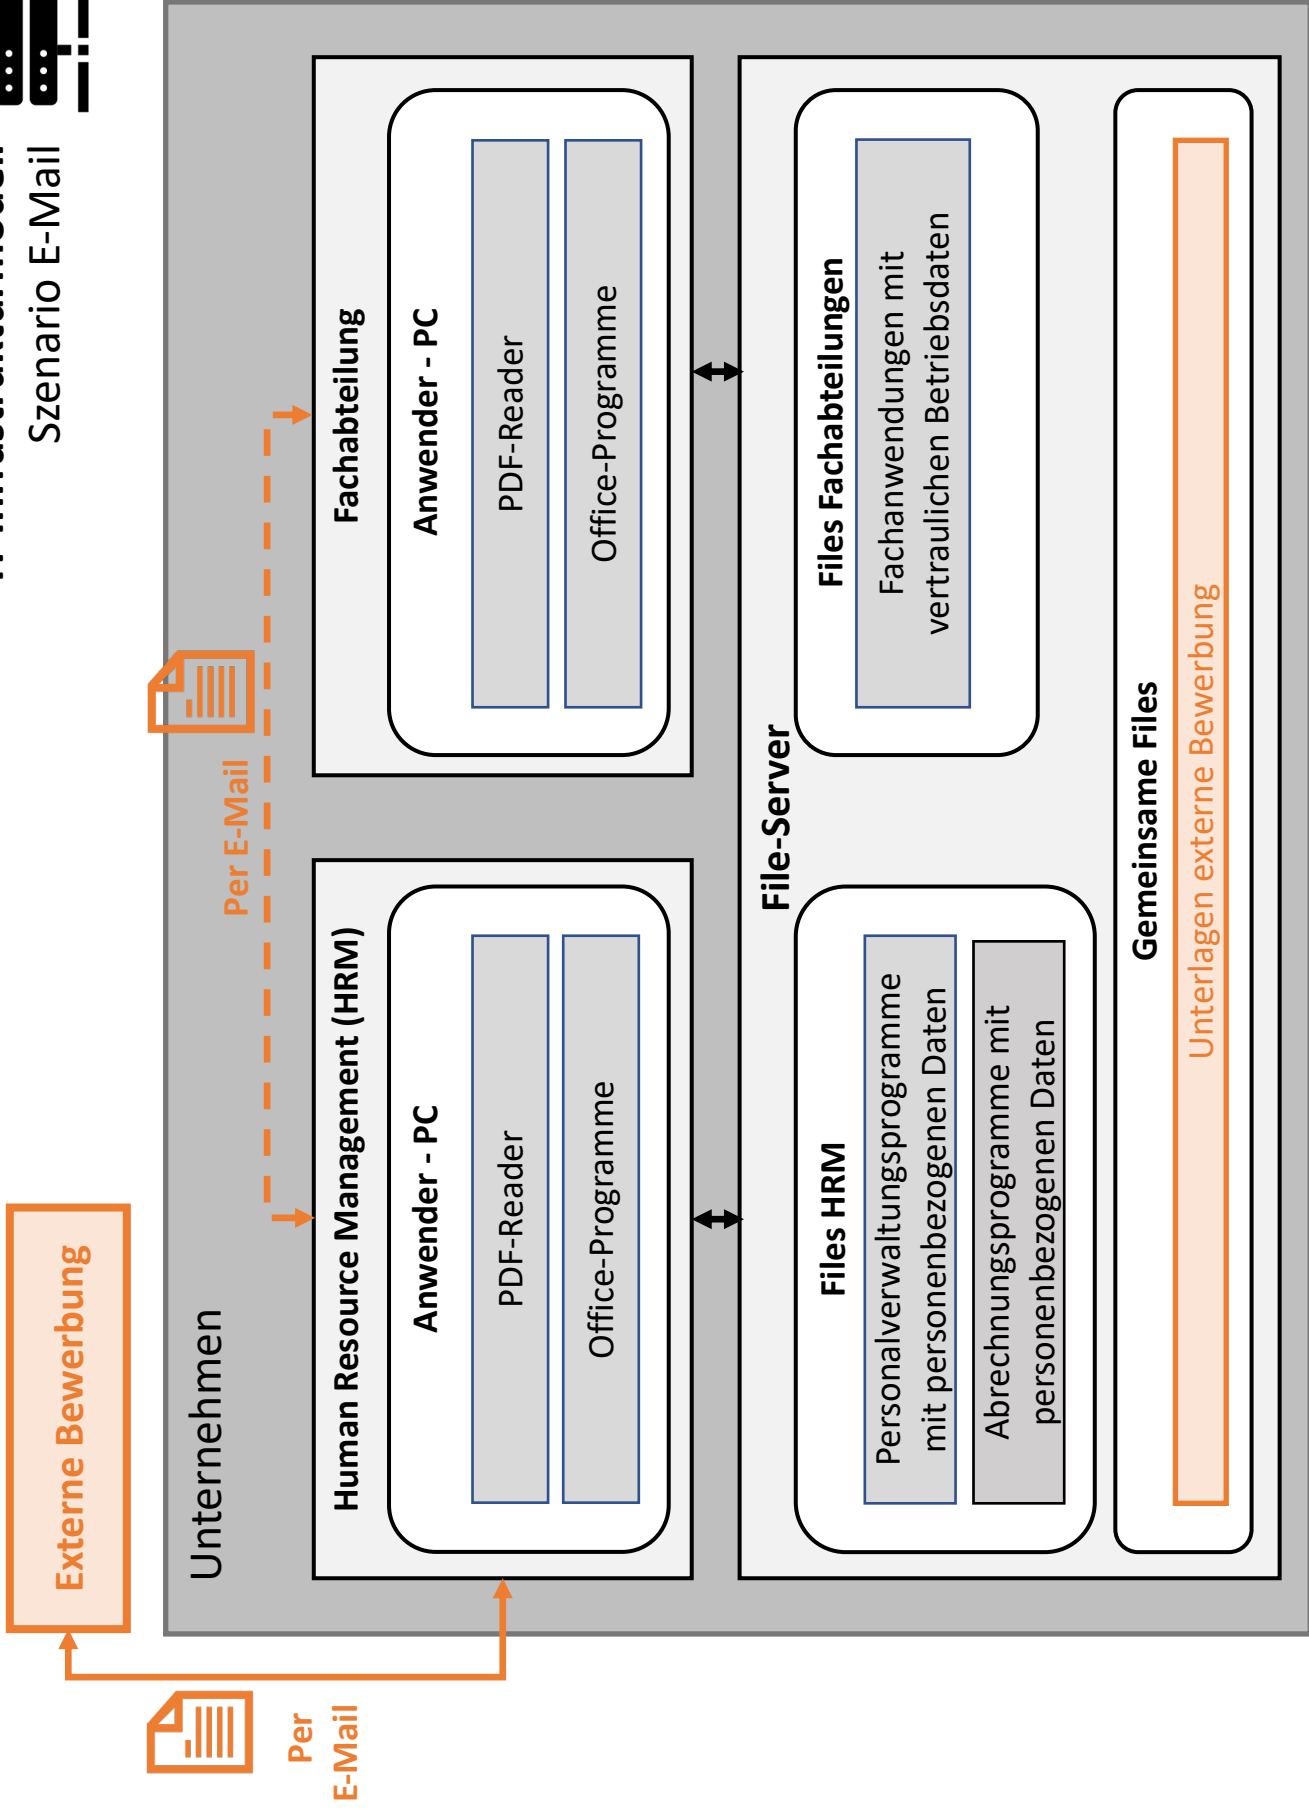 Szenario E-Mail
Externe Bewerbung
Per
E-Mail
Unternehmen
Per E-Mail
Human Resource Management (HRM)
Anwender - PC
PDF-Reader
Office-Programme
Fachabteilung
Anwender - PC
PDF-Reader
Office-Programme
File-Server
Files HRM
Personalverwaltungsprogramme
mit personenbezogenen Daten
Abrechnungsprogramme mit
personenbezogenen Daten
Files Fachabteilungen
Fachanwendungen mit
vertraulichen Betriebsdaten
Gemeinsame Files
Unterlagen externe Bewerbung